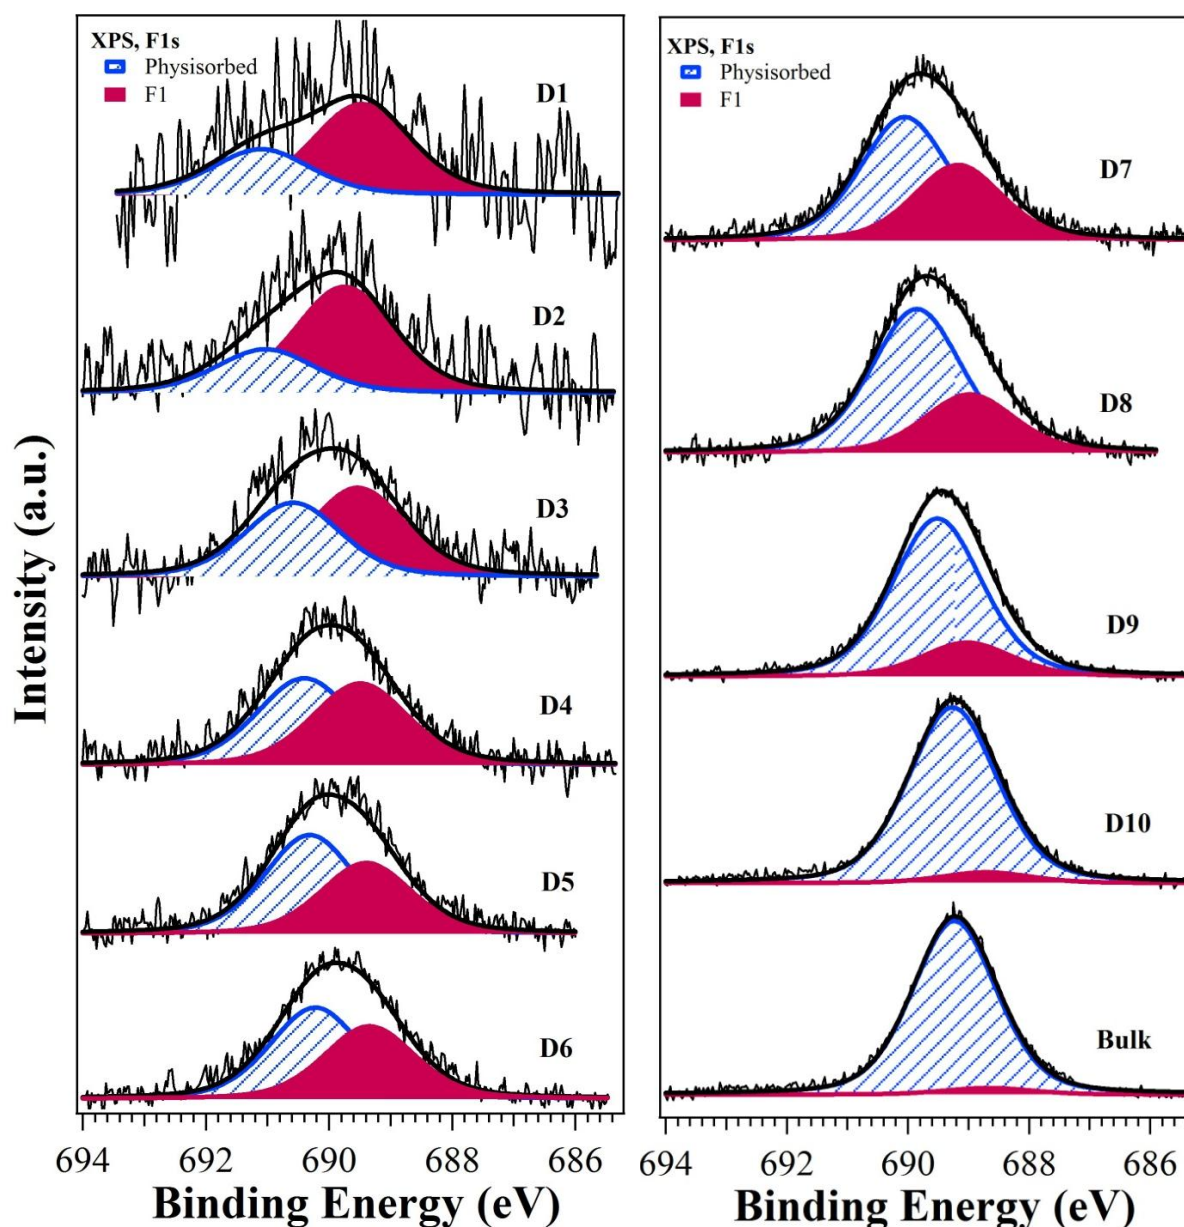 XPS, F1s
Physisorbed
F1
D1
D2
D3
D4
D5
D6
694 692 690 688 686
Binding Energy (eV)
Intensity (a.u.)
XPS, F1s
Physisorbed
F1
D7
D8
D9
D10
Bulk
694 692 690 688 686
Binding Energy (eV)